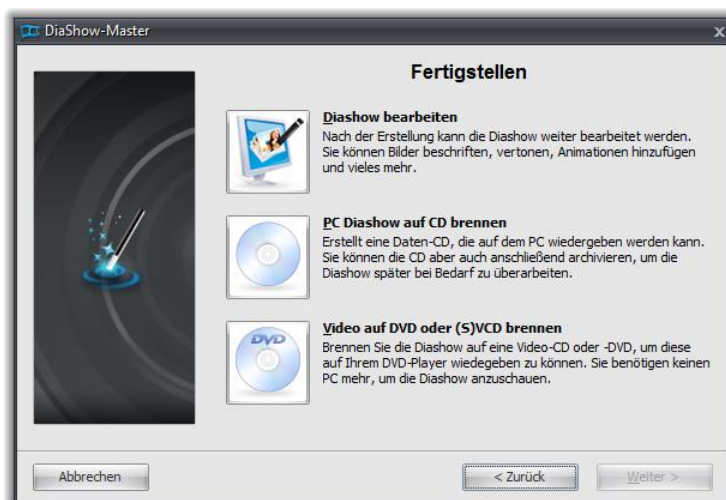 DiaShow-Master
x
Fertigstellen
Diashow bearbeiten
Nach der Erstellung kann die Diashow weiter bearbeitet werden.
Sie können Bilder beschriften, vertonen, Animationen hinzufügen
und vieles mehr.
PC Diashow auf CD brennen
Erstellt eine Daten-CD, die auf dem PC wiedergeben werden kann.
Sie können die CD aber auch anschließend archivieren, um die
Diashow später bei Bedarf zu überarbeiten.
DVD
Video auf DVD oder (S)VCD brennen
Brennen Sie die Diashow auf eine Video-CD oder -DVD, um diese
auf Ihrem DVD-Player wiedegeben zu können. Sie benötigen keinen
PC mehr, um die Diashow anzuschauen.
Abbrechen
< Zurück
Weiter >